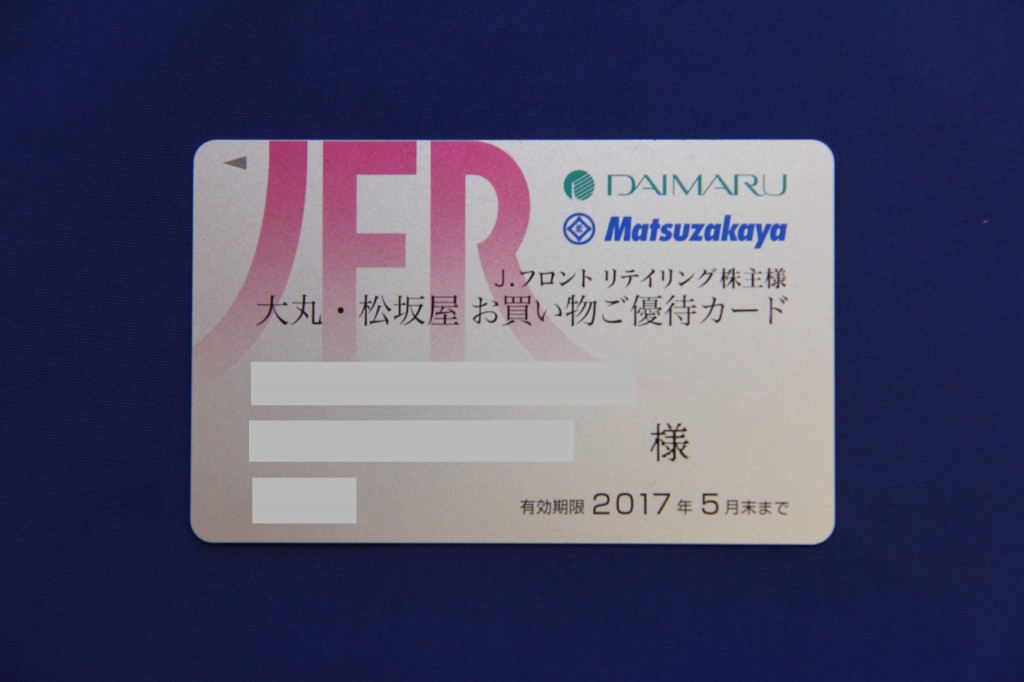 JFR
DAIMARU
Matsuzakaya
J.フロント リテイリング株主様
大丸・松坂屋 お買い物ご優待カード
様
有効期限 2017年5月末まで